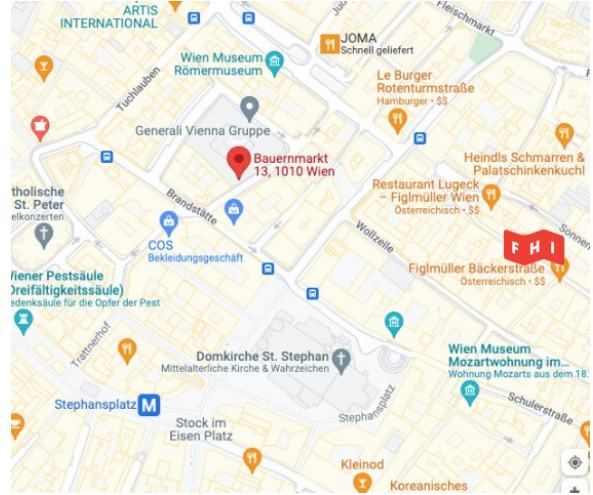 ARTIS
INTERNATIONAL
JOMA
Schnell geliefert
Fleischmarkt
Wien Museum
Römermuseum
Tuchlauben
Le Burger
Rotenturmstraße
Hamburger • $$
Generali Vienna Gruppe
Bauernmarkt
13, 1010 Wien
Heindls Schmarren &
Palatschinkenkuchl
Restaurant Lugeck
– Figlmüller Wien
Österreichisch • $$
tholische
St. Peter
elkonzerten
Brandstätte
COS
Bekleidungsgeschäft
Wollzeile
Sonnen
FHI
Figlmüller Bäckerstraße
Österreichisch • $$
Wiener Pestsäule
Dreifältigkeitssäule)
edenksäule für die Opfer der Pest
Trattnerhof
Domkirche St. Stephan
Mittelalterliche Kirche & Wahrzeichen
Wien Museum
Mozartwohnung im...
Wohnung Mozarts aus dem 18.
Stephansplatz
M
Stephansplatz
Schulerstraße
Stock im
Eisen Platz
Kleinod
Koreanisches